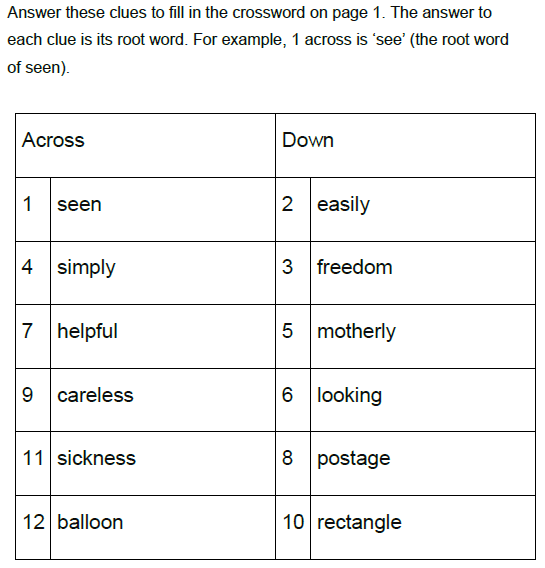 Answer these clues to fill in the crossword on page 1. The answer to
each clue is its root word. For example, 1 across is ‘see’ (the root word
of seen).
Across Down
1 seen 2 easily
4 simply 3 freedom
7 helpful 5 motherly
9 careless 6 looking
11 sickness 8 postage
12 balloon 10 rectangle